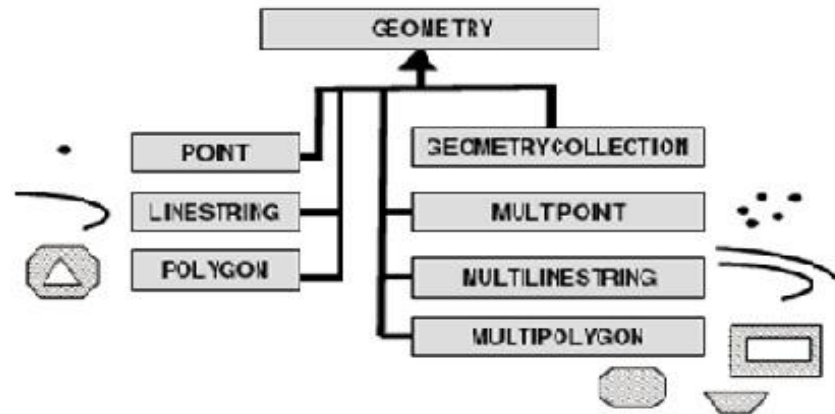 GEOMETRY
POINT
LINESTRING
POLYGON
GEOMETRYCOLLECTION
MULTPOINT
MULTILINESTRING
MULTIPOLYGON